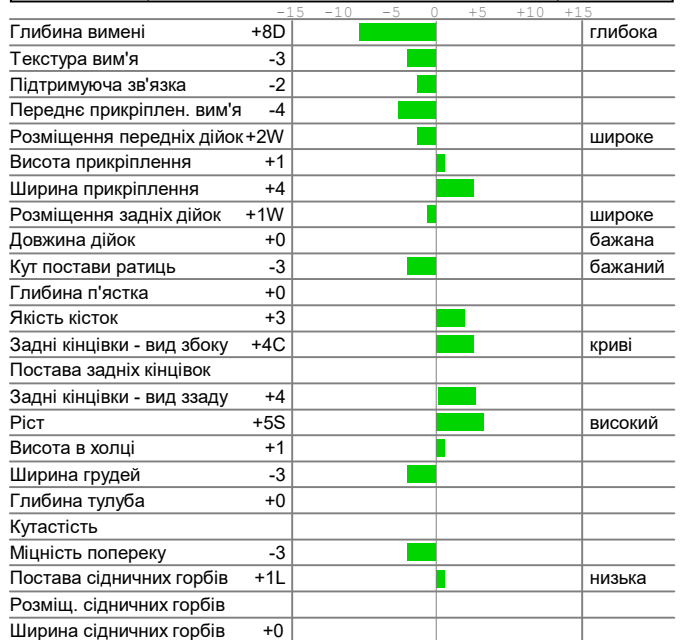 -15 -10 -5 0 +5 +10 +15
Глибина вимені +8D глибока
Текстура вим'я -3
Підтримуюча зв'язка -2
Переднє прикріплен. вим'я -4
Розміщення передніх дійок +2W широке
Висота прикріплення +1
Ширина прикріплення +4
Розміщення задніх дійок +1W широке
Довжина дійок +0 бажана
Кут постави ратиць -3 бажаний
Глибина п'ястка +0
Якість кісток +3
Задні кінцівки - вид збоку +4C криві
Постава задніх кінцівок
Задні кінцівки - вид ззаду +4
Ріст +5S високий
Висота в холці +1
Ширина грудей -3
Глибина тулуба +0
Кутастість
Міцність попереку -3
Постава сідничних горбів +1L низька
Розміщ. сідничних горбів
Ширина сідничних горбів +0